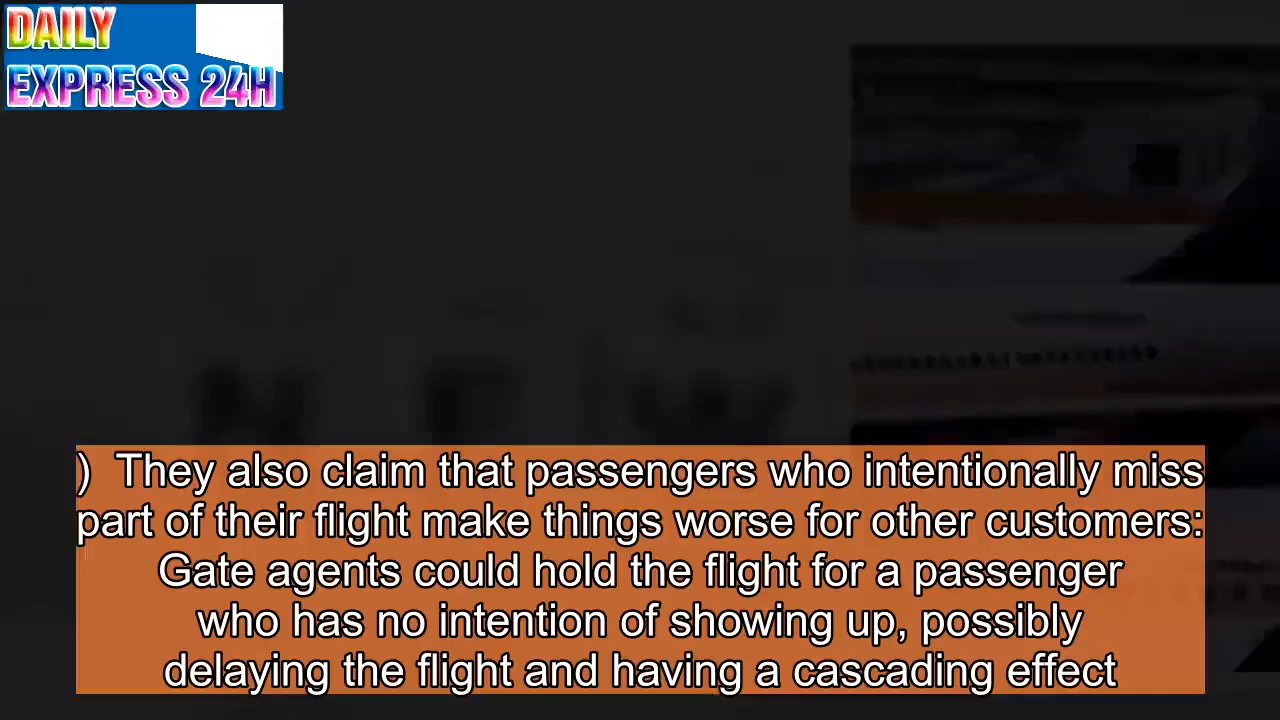 DAILY
EXPRESS 24H
)  They also claim that passengers who intentionally miss
part of their flight make things worse for other customers:
Gate agents could hold the flight for a passenger
who has no intention of showing up, possibly
delaying the flight and having a cascading effect